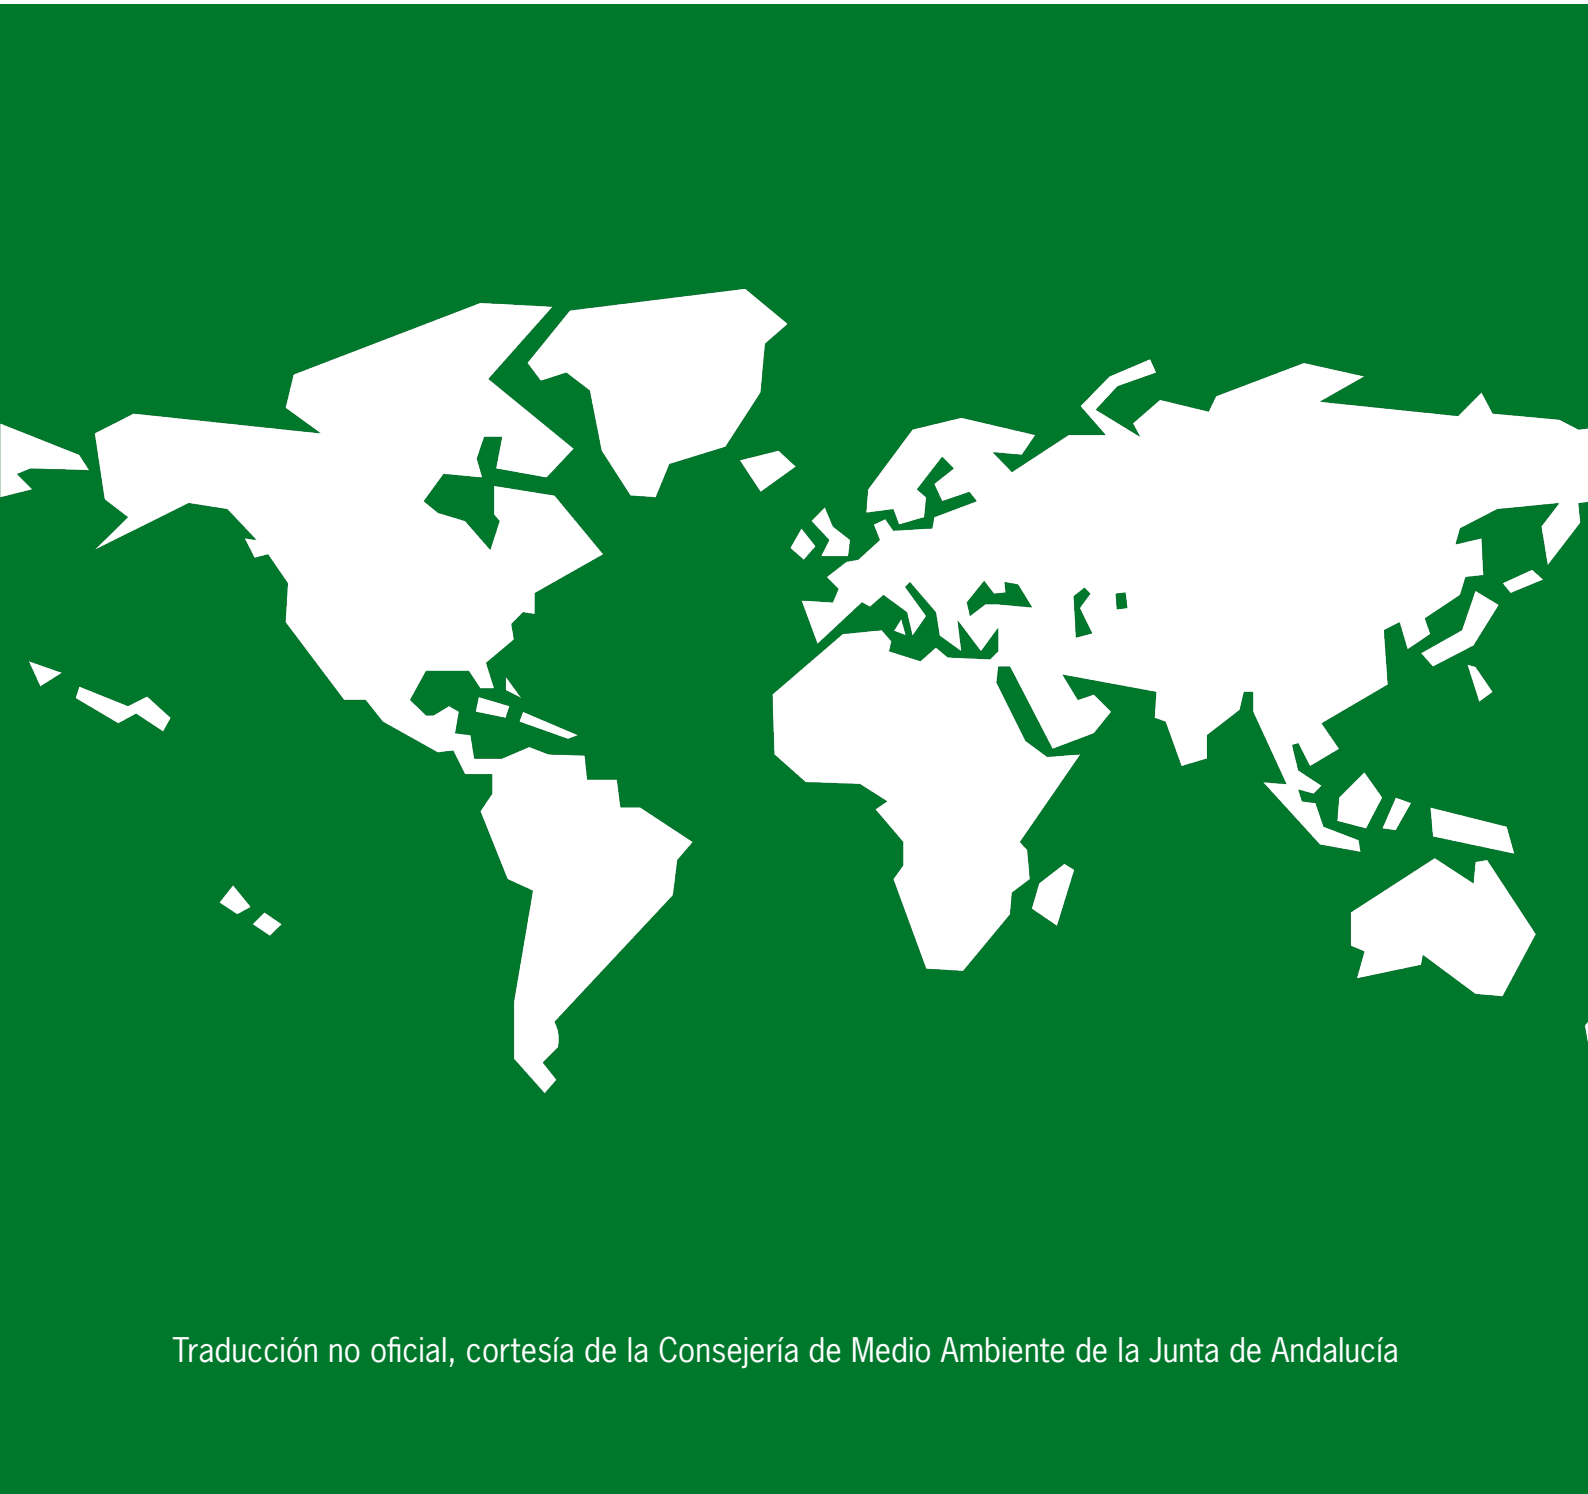 Traducción no oficial, cortesía de la Consejería de Medio Ambiente de la Junta de Andalucía